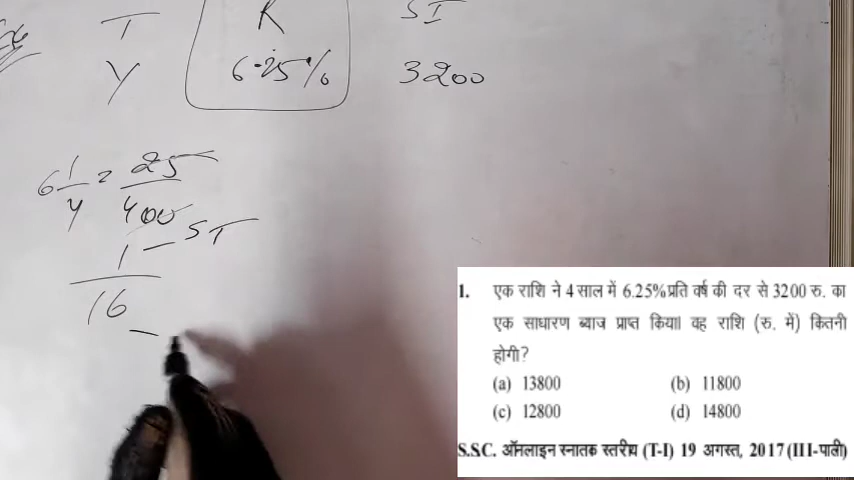 T R SI
Y 6.25% 3200
6 1/4 = 25/400
1 — SI
16 —
1. एक राशि ने 4 साल में 6.25% प्रति वर्ष की दर से 3200 रु. का
एक साधारण ब्याज प्राप्त किया। वह राशि (रु. में) कितनी
होगी?
(a) 13800 (b) 11800
(c) 12800 (d) 14800
S.S.C. ऑनलाइन स्नातक स्तरीय (T-I) 19 अगस्त, 2017 (III-पाली)